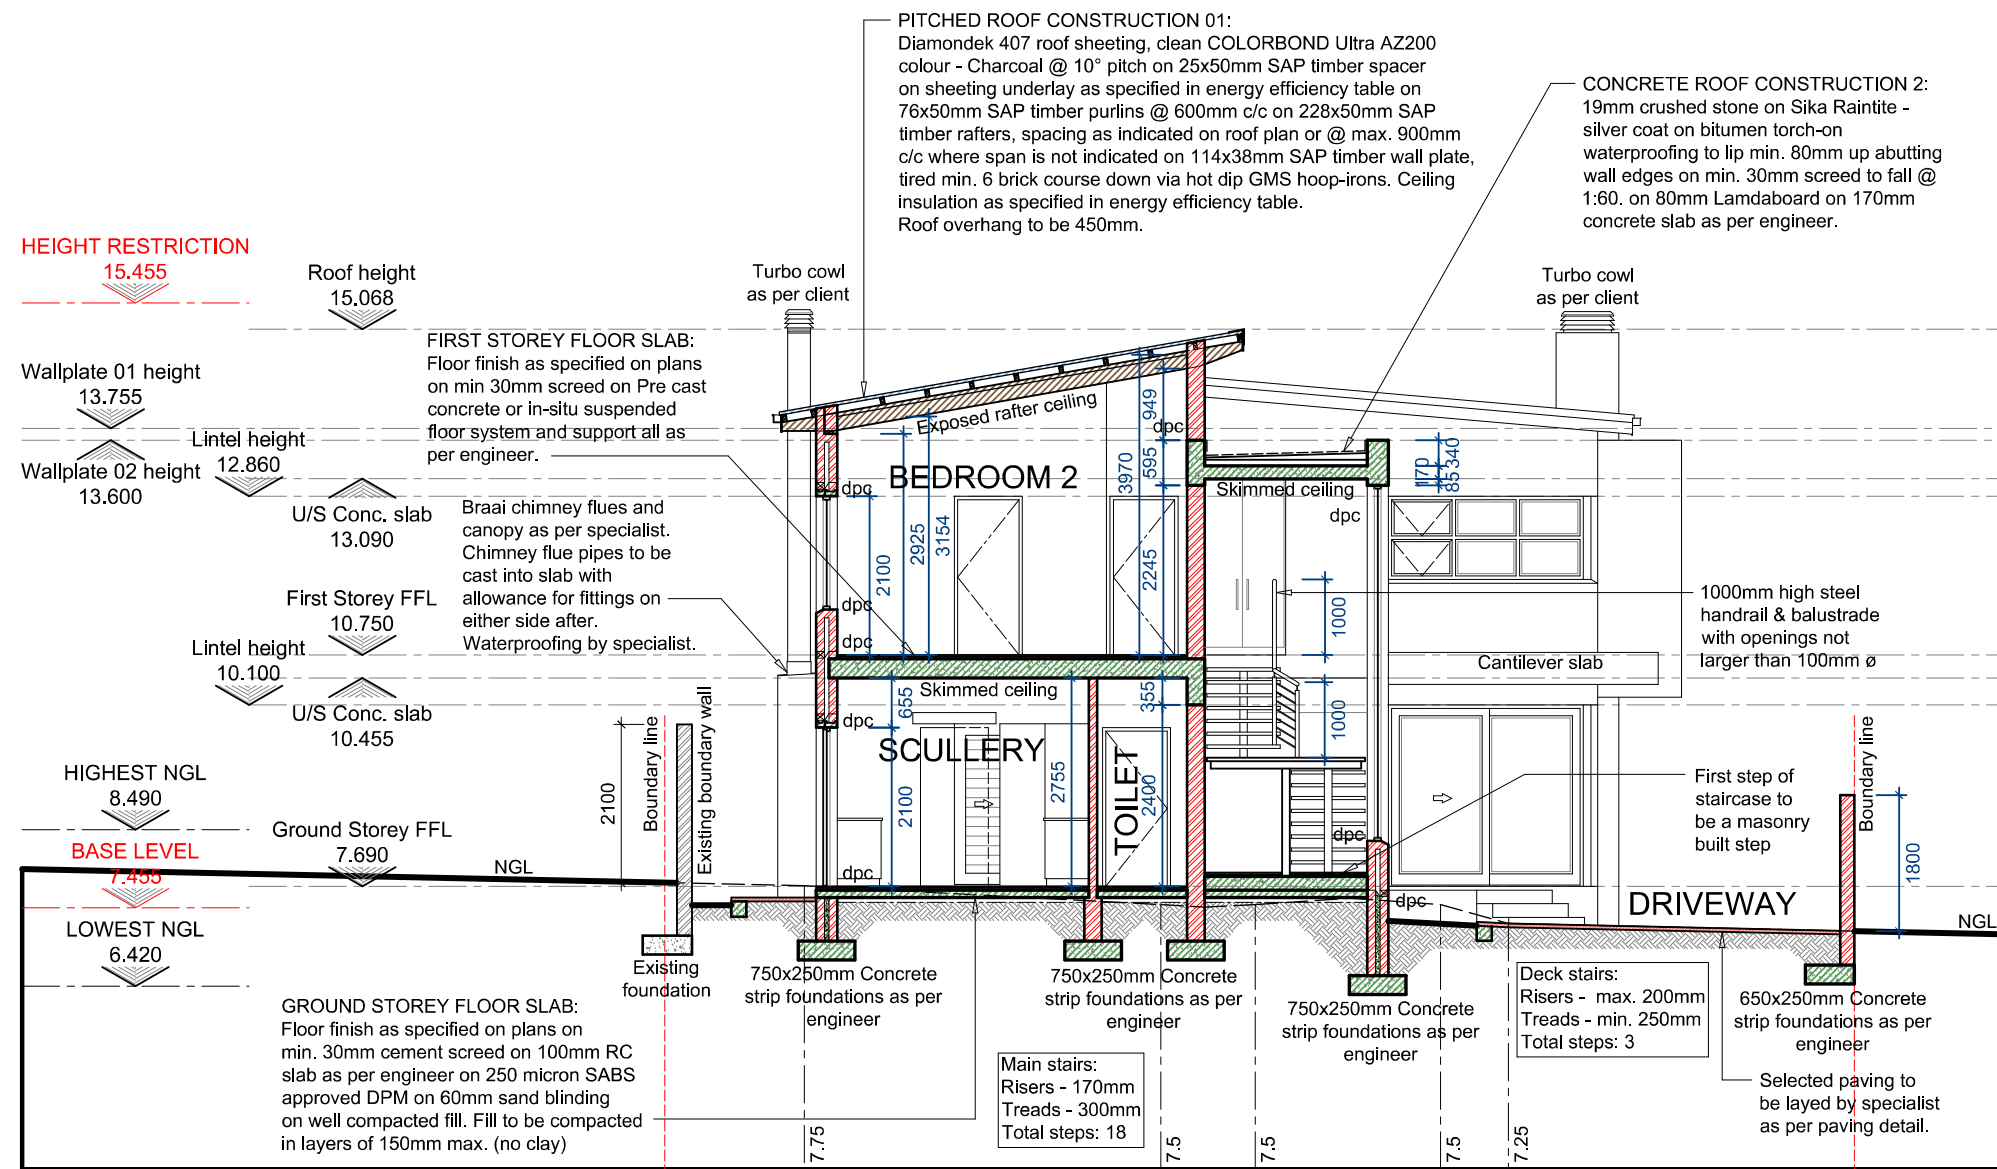 PITCHED ROOF CONSTRUCTION 01:
Diamondek 407 roof sheeting, clean COLORBOND Ultra AZ200
colour - Charcoal @ 10° pitch on 25x50mm SAP timber spacer
on sheeting underlay as specified in energy efficiency table on
76x50mm SAP timber purlins @ 600mm c/c on 228x50mm SAP
timber rafters, spacing as indicated on roof plan or @ max. 900mm
c/c where span is not indicated on 114x38mm SAP timber wall plate,
tired min. 6 brick course down via hot dip GMS hoop-irons. Ceiling
insulation as specified in energy efficiency table.
Roof overhang to be 450mm.
CONCRETE ROOF CONSTRUCTION 2:
19mm crushed stone on Sika Raintite -
silver coat on bitumen torch-on
waterproofing to lip min. 80mm up abutting
wall edges on min. 30mm screed to fall @
1:60. on 80mm Lamdaboard on 170mm
concrete slab as per engineer.
HEIGHT RESTRICTION
15.455
Roof height
15.068
Wallplate 01 height
13.755
Wallplate 02 height
13.600
Lintel height
12.860
U/S Conc. slab
13.090
First Storey FFL
10.750
Lintel height
10.100
U/S Conc. slab
10.455
HIGHEST NGL
8.490
Ground Storey FFL
7.690
BASE LEVEL
7.455
LOWEST NGL
6.420
FIRST STOREY FLOOR SLAB:
Floor finish as specified on plans
on min 30mm screed on Pre cast
concrete or in-situ suspended
floor system and support all as
per engineer.
Braai chimney flues and
canopy as per specialist.
Chimney flue pipes to be
cast into slab with
allowance for fittings on
either side after.
Waterproofing by specialist.
Turbo cowl
as per client
Turbo cowl
as per client
Exposed rafter ceiling
BEDROOM 2
dpc
dpc
dpc
dpc
dpc
dpc
dpc
dpc
dpc
2100
2925
3154
3970
949
595
2245
170
85
340
Skimmed ceiling
1000
1000
1000mm high steel
handrail & balustrade
with openings not
larger than 100mm ø
Cantilever slab
Skimmed ceiling
655
355
2100
2755
2400
SCULLERY
TOILET
2100
Boundary line
Existing boundary wall
NGL
First step of
staircase to
be a masonry
built step
Boundary line
1800
DRIVEWAY
NGL
Existing
foundation
750x250mm Concrete
strip foundations as per
engineer
750x250mm Concrete
strip foundations as per
engineer
750x250mm Concrete
strip foundations as per
engineer
650x250mm Concrete
strip foundations as per
engineer
Deck stairs:
Risers - max. 200mm
Treads - min. 250mm
Total steps: 3
GROUND STOREY FLOOR SLAB:
Floor finish as specified on plans on
min. 30mm cement screed on 100mm RC
slab as per engineer on 250 micron SABS
approved DPM on 60mm sand blinding
on well compacted fill. Fill to be compacted
in layers of 150mm max. (no clay)
Main stairs:
Risers - 170mm
Treads - 300mm
Total steps: 18
Selected paving to
be layed by specialist
as per paving detail.
7.75
7.5
7.5
7.5
7.25